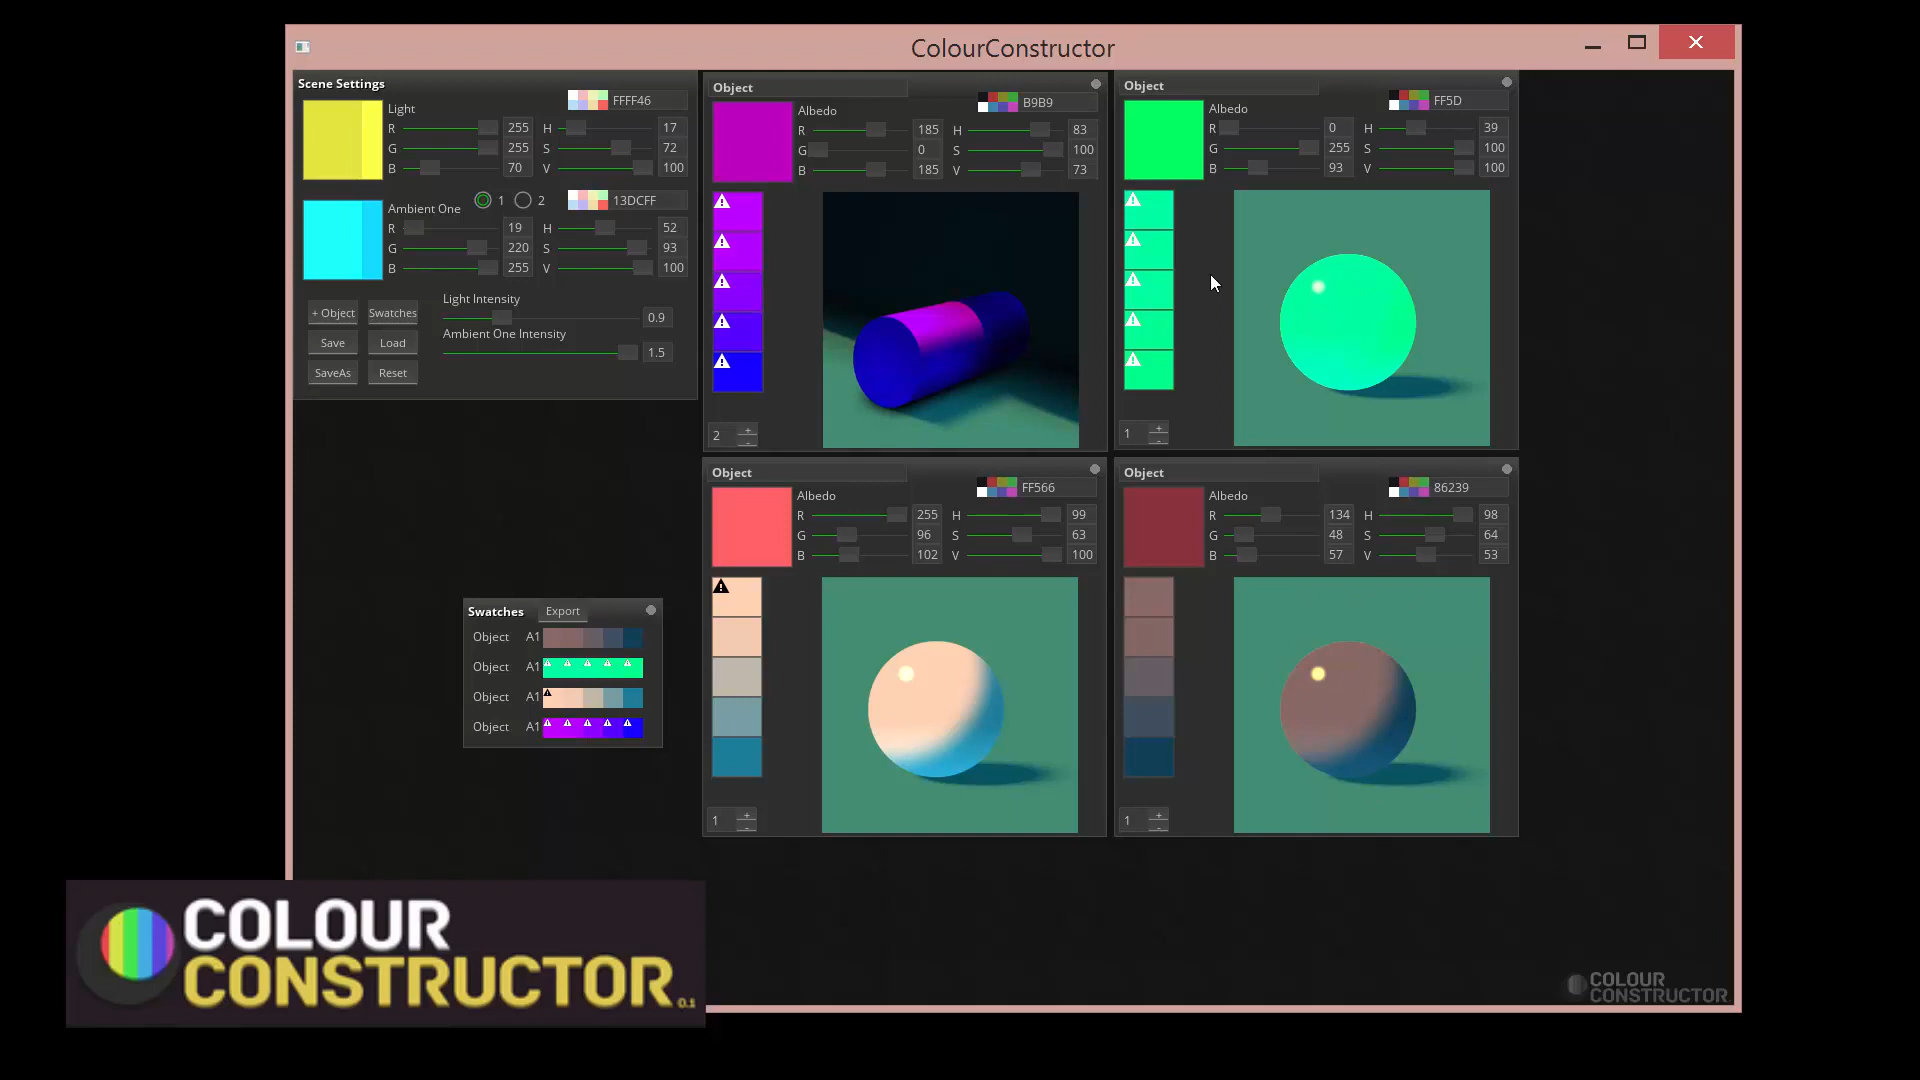 ColourConstructor
Scene Settings
Light
FFFF46
R 255 H 17
G 255 S 72
B 70 V 100
Ambient One 1 2 13DCFF
R 19 H 52
G 220 S 93
B 255 V 100
+ Object Swatches
Save Load
SaveAs Reset
Light Intensity
0.9
Ambient One Intensity
1.5
Object
Albedo B9B9
R 185 H 83
G 0 S 100
B 185 V 73
2 + -
Object
Albedo FF5D
R 0 H 39
G 255 S 100
B 93 V 100
1 + -
Object
Albedo FF566
R 255 H 99
G 96 S 63
B 102 V 100
1 + -
Object
Albedo 86239
R 134 H 98
G 48 S 64
B 57 V 53
1 + -
Swatches Export
Object A1
Object A1
Object A1
Object A1
COLOUR
CONSTRUCTOR 0.1
COLOUR
CONSTRUCTOR